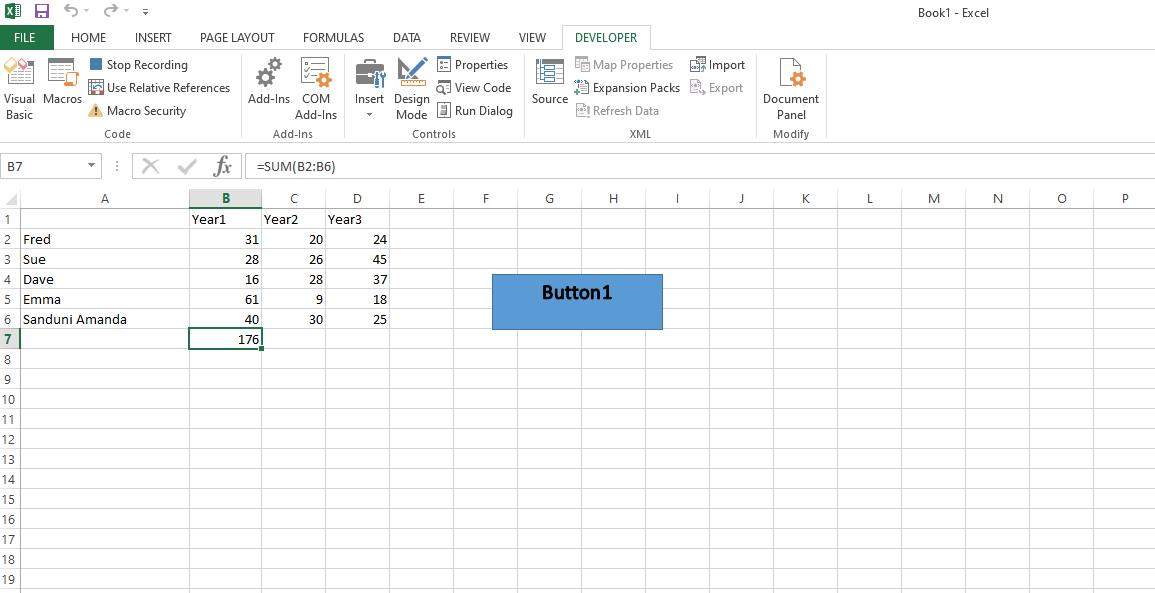 Book1 - Excel
FILE HOME INSERT PAGE LAYOUT FORMULAS DATA REVIEW VIEW DEVELOPER
Visual Basic
Macros
Stop Recording
Use Relative References
Macro Security
Code
Add-Ins
COM Add-Ins
Add-Ins
Insert
Design Mode
Properties
View Code
Run Dialog
Controls
Source
Map Properties
Expansion Packs
Refresh Data
Import
Export
XML
Document Panel
Modify
B7 fx =SUM(B2:B6)
A B C D E F G H I J K L M N O P
1 Year1 Year2 Year3
2 Fred 31 20 24
3 Sue 28 26 45
4 Dave 16 28 37
5 Emma 61 9 18
6 Sanduni Amanda 40 30 25
7 176
Button1
8
9
10
11
12
13
14
15
16
17
18
19